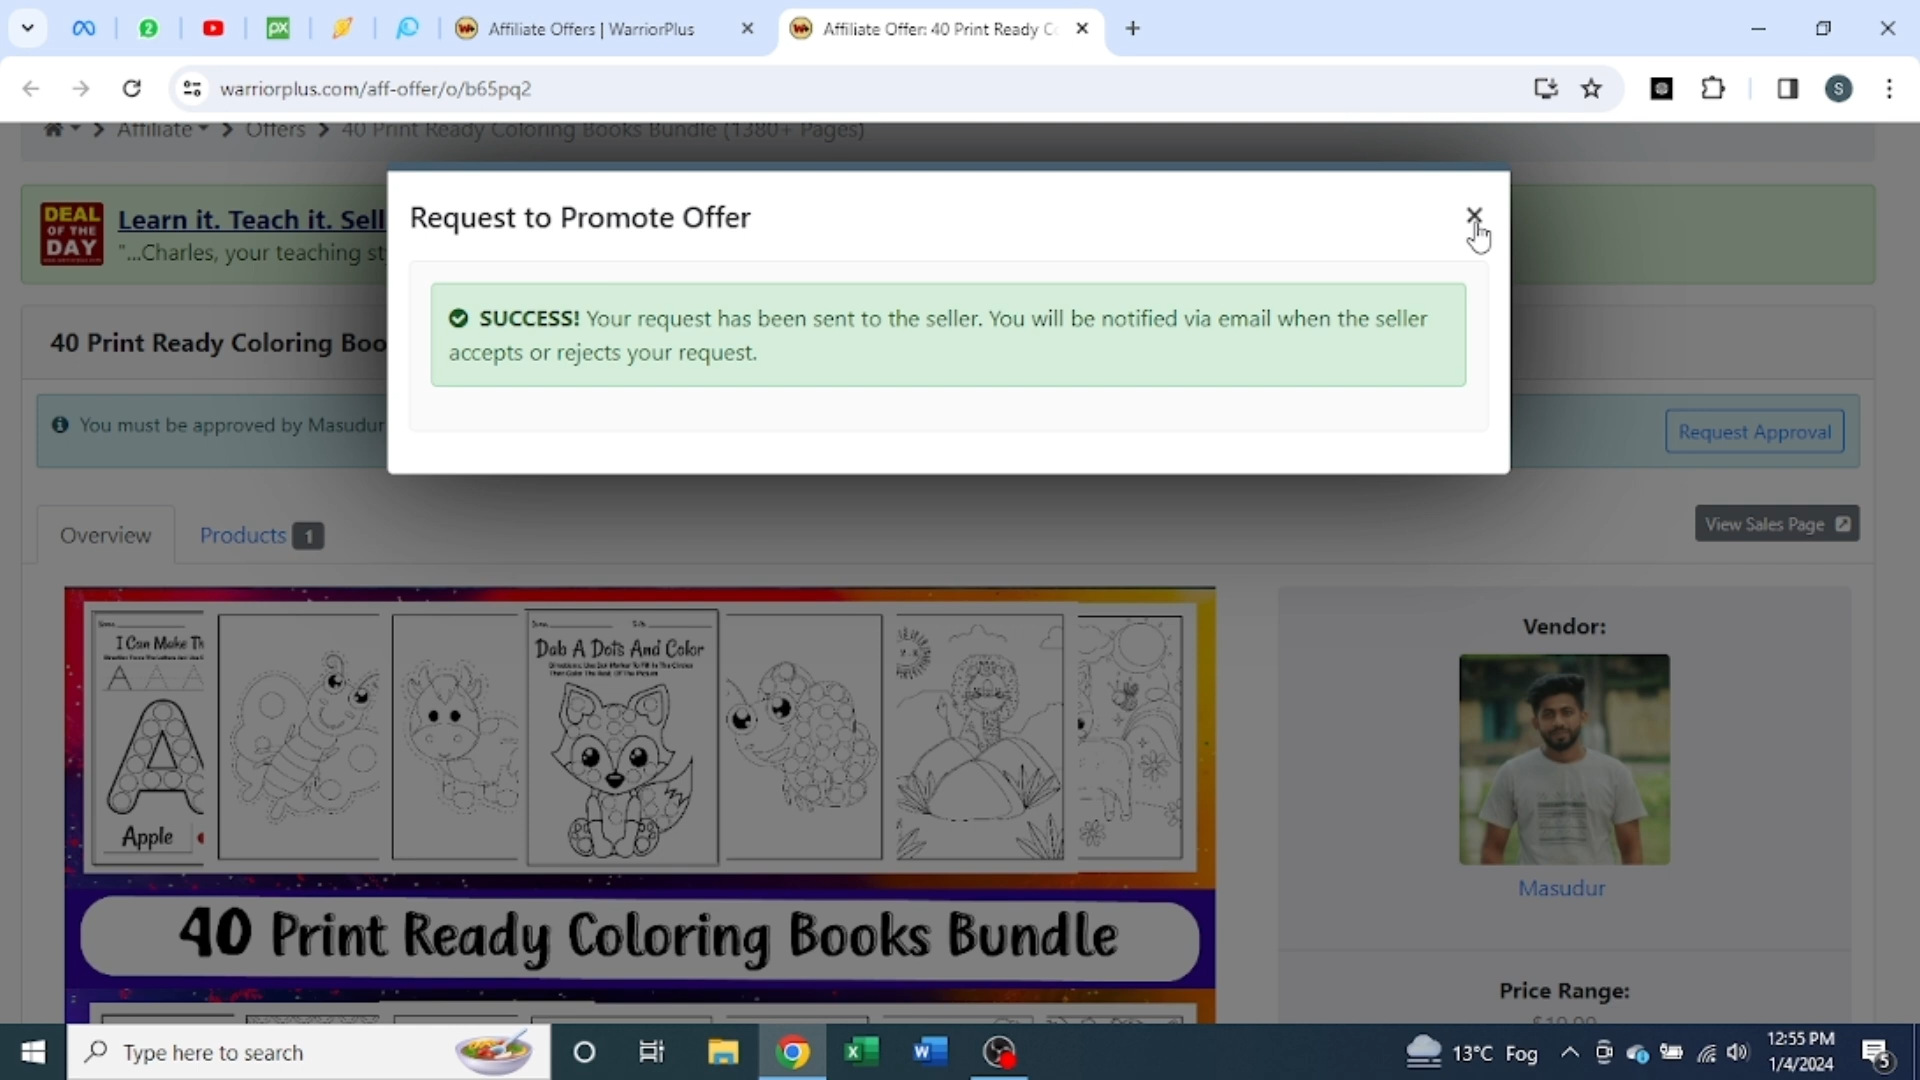 Affiliate Offers | WarriorPlus
Affiliate Offer: 40 Print Ready Co
warriorplus.com/aff-offer/o/b65pq2
S
Affiliate > Offers > 40 Print Ready Coloring Books Bundle (1380+ Pages)
DEAL
OF THE
DAY
Learn it. Teach it. Sell
"...Charles, your teaching st
Request to Promote Offer
SUCCESS! Your request has been sent to the seller. You will be notified via email when the seller
accepts or rejects your request.
40 Print Ready Coloring Boo
You must be approved by Masudur
Request Approval
Overview
Products 1
View Sales Page
I Can Make Th
A A A
Apple
Dab A Dots And Color
40 Print Ready Coloring Books Bundle
Vendor:
Masudur
Price Range:
Type here to search
13°C Fog
12:55 PM
1/4/2024
5